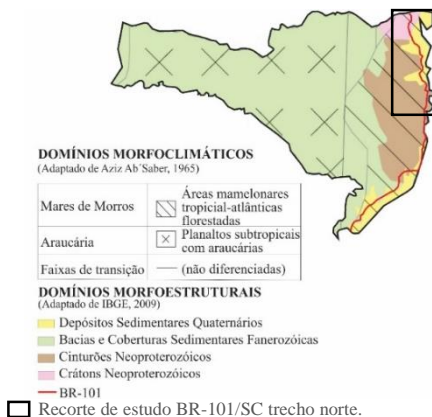 DOMÍNIOS MORFOCLIMÁTICOS
(Adaptado de Aziz Ab´Saber, 1965)
Mares de Morros
Áreas mamelonares
tropicial-atlânticas
florestadas
Araucária
Planaltos subtropicais
com araucárias
Faixas de transição
(não diferenciadas)
DOMÍNIOS MORFOESTRUTURAIS
(Adaptado de IBGE, 2009)
Depósitos Sedimentares Quaternários
Bacias e Coberturas Sedimentares Fanerozóicas
Cinturões Neoproterozóicos
Crátons Neoproterozóicos
BR-101
Recorte de estudo BR-101/SC trecho norte.